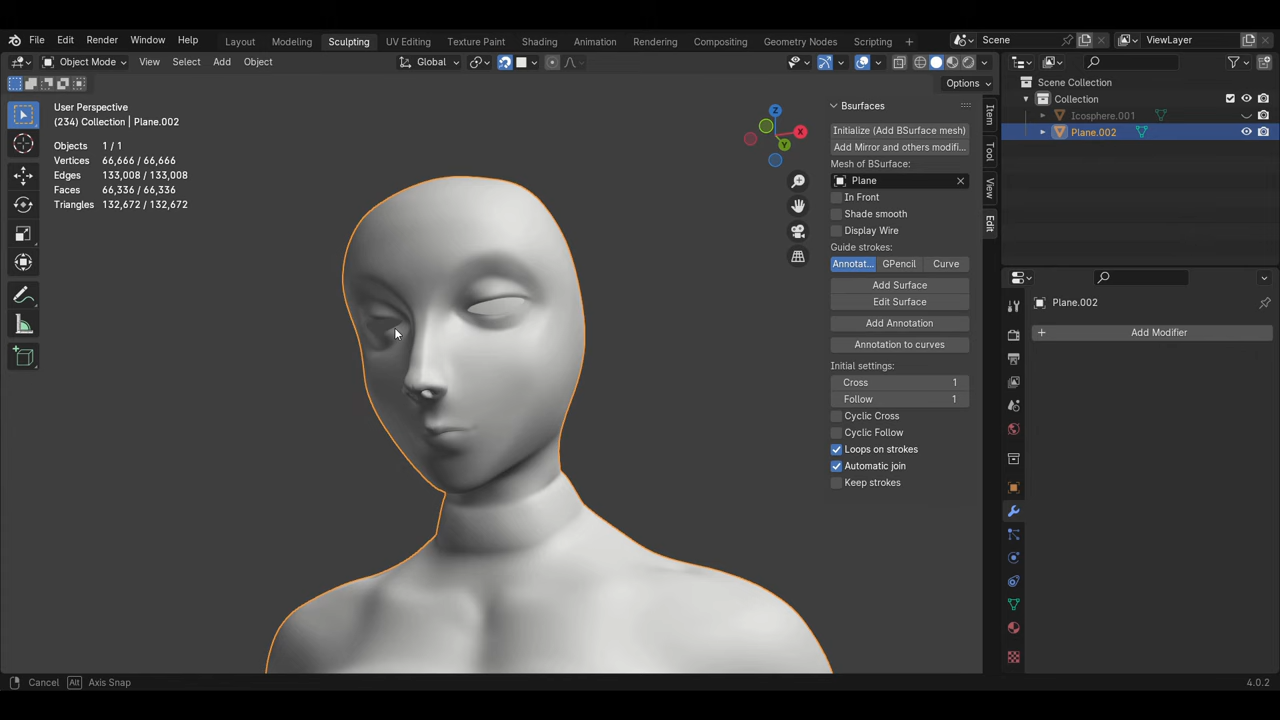 File Edit Render Window Help Layout Modeling Sculpting UV Editing Texture Paint Shading Animation Rendering Compositing Geometry Nodes Scripting + Scene ViewLayer
Object Mode View Select Add Object Global
Options
User Perspective
(234) Collection | Plane.002
Objects 1 / 1
Vertices 66,666 / 66,666
Edges 133,008 / 133,008
Faces 66,336 / 66,336
Triangles 132,672 / 132,672
Z
X
Y
Bsurfaces
Initialize (Add BSurface mesh)
Add Mirror and others modifi...
Mesh of BSurface:
Plane
In Front
Shade smooth
Display Wire
Guide strokes:
Annotat... GPencil Curve
Add Surface
Edit Surface
Add Annotation
Annotation to curves
Initial settings:
Cross 1
Follow 1
Cyclic Cross
Cyclic Follow
Loops on strokes
Automatic join
Keep strokes
Item
Tool
View
Edit
Scene Collection
Collection
Icosphere.001
Plane.002
Plane.002
+ Add Modifier
Cancel Alt Axis Snap
4.0.2